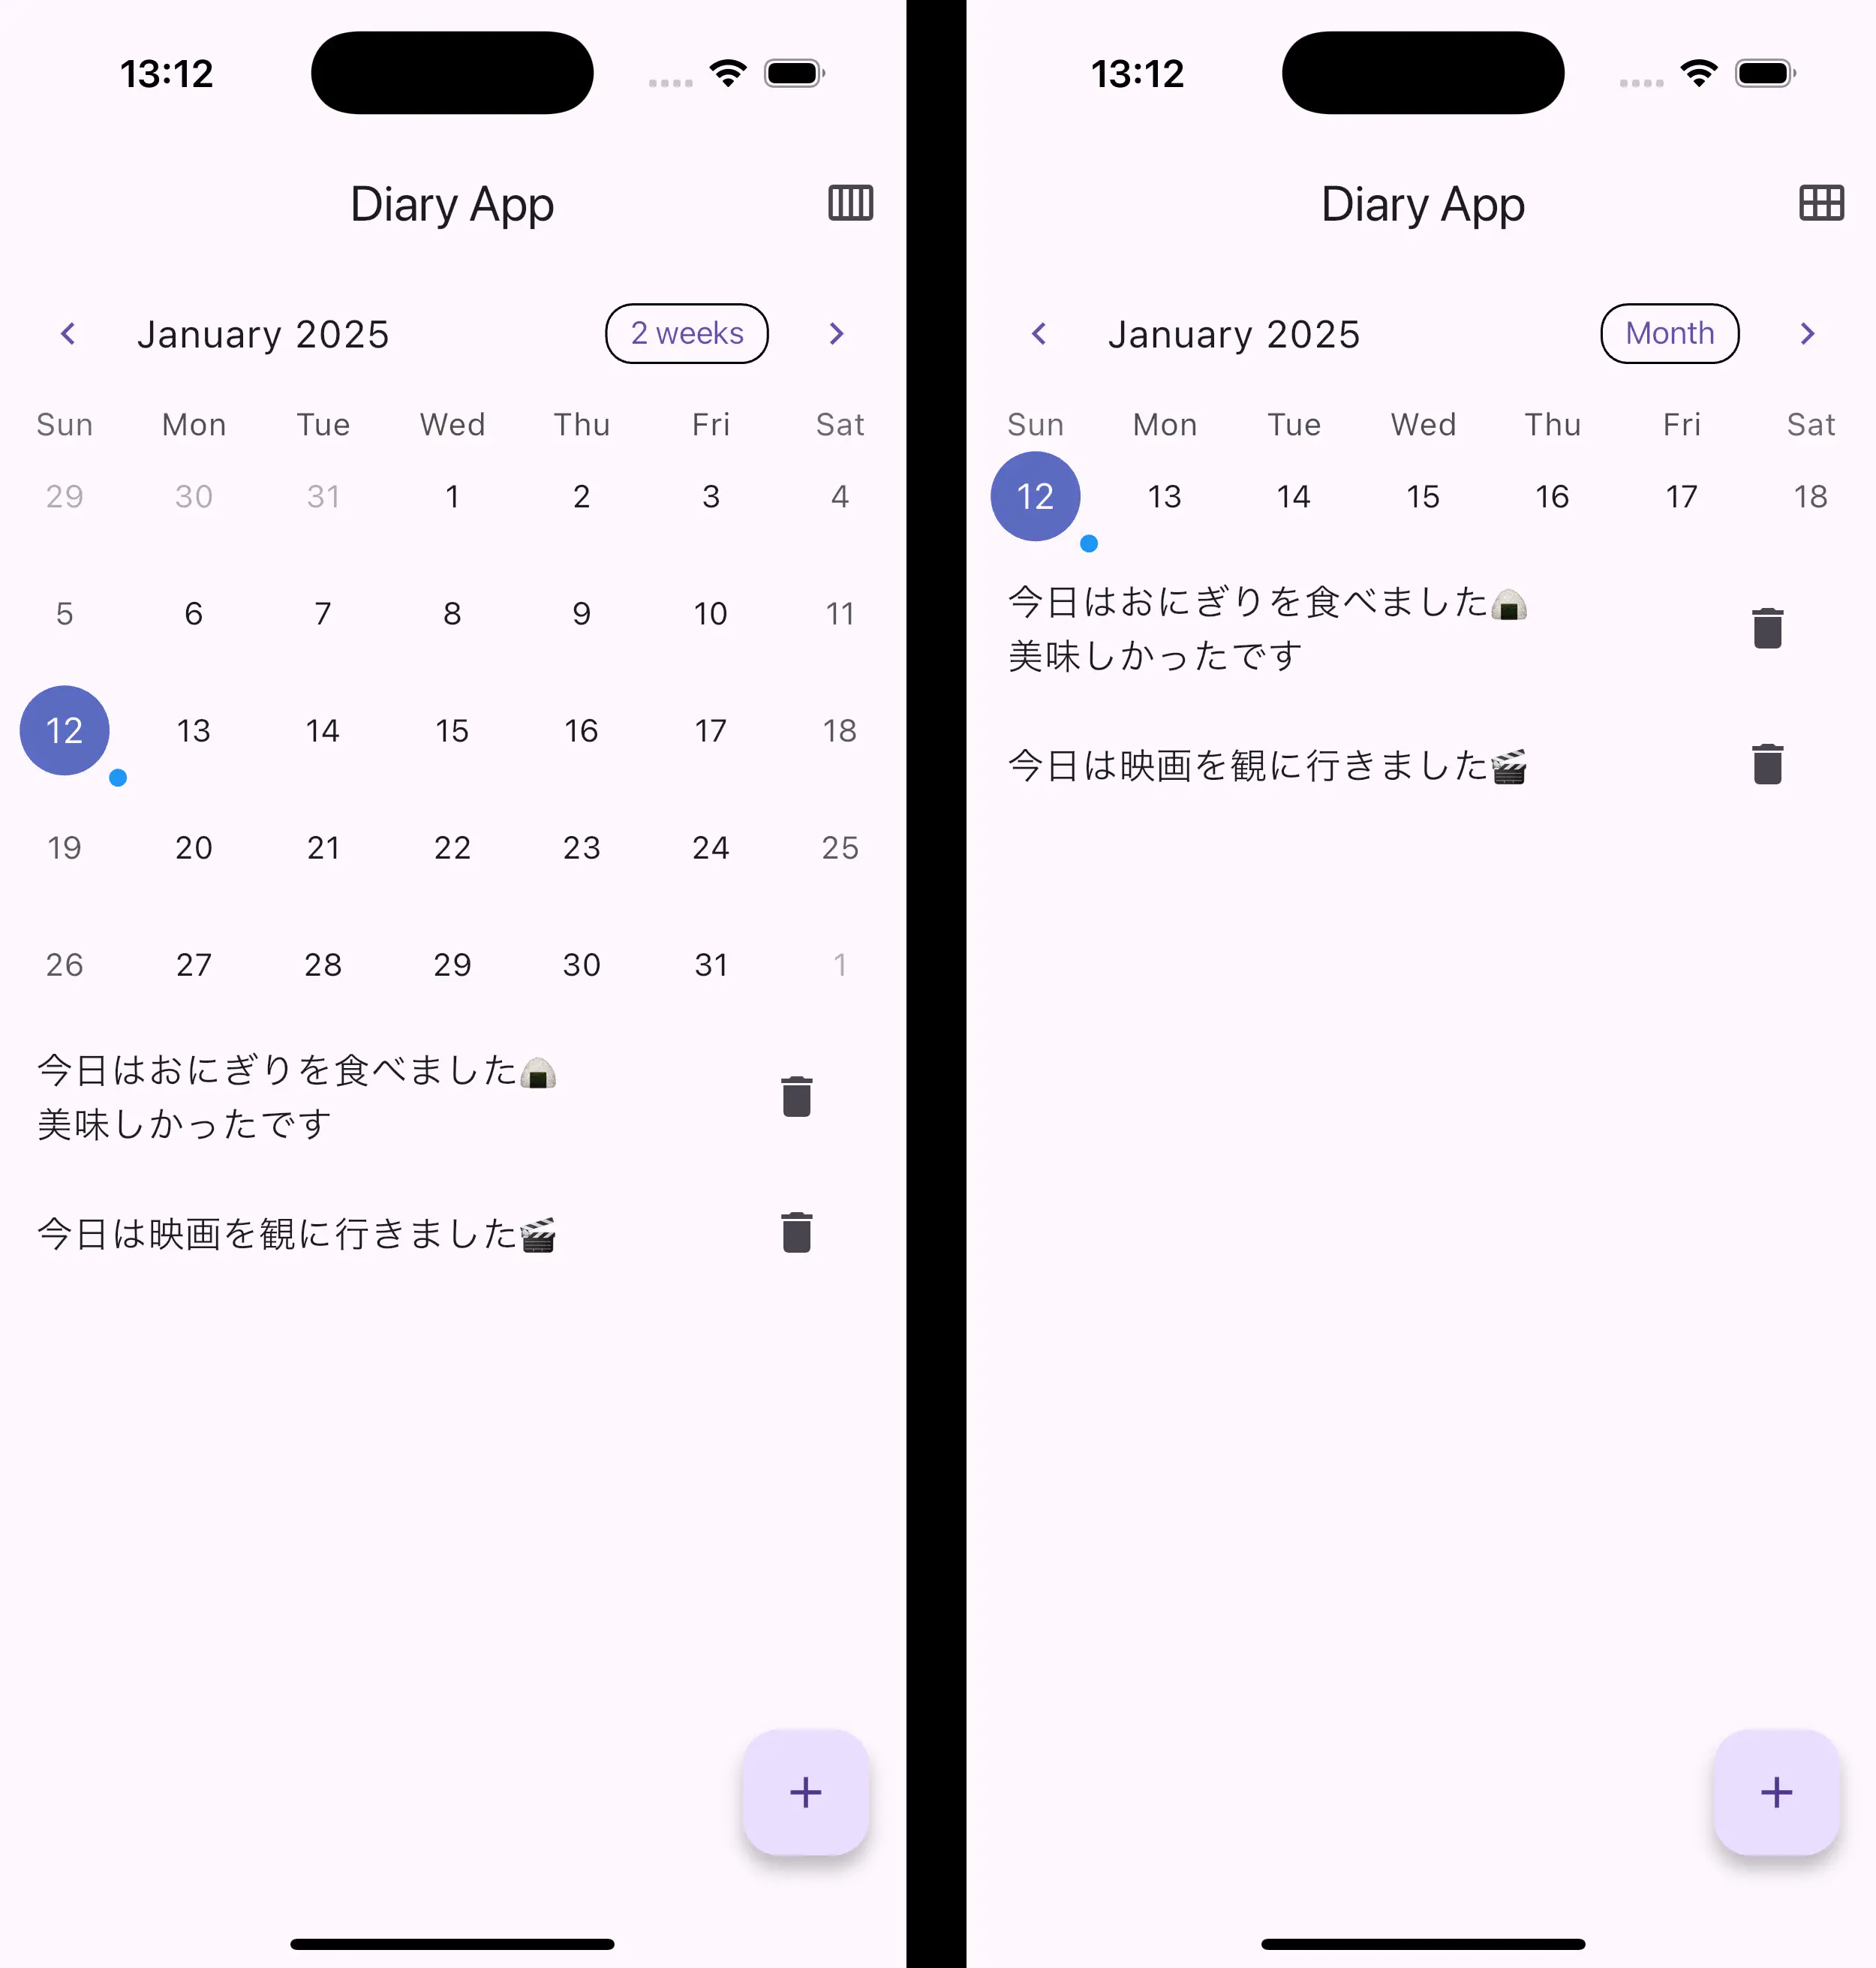 13:12
Diary App
January 2025
2 weeks
Sun Mon Tue Wed Thu Fri Sat
29 30 31 1 2 3 4
5 6 7 8 9 10 11
12 13 14 15 16 17 18
19 20 21 22 23 24 25
26 27 28 29 30 31 1
今日はおにぎりを食べました🍙
美味しかったです
今日は映画を観に行きました🎬
+
13:12
Diary App
January 2025
Month
Sun Mon Tue Wed Thu Fri Sat
12 13 14 15 16 17 18
今日はおにぎりを食べました🍙
美味しかったです
今日は映画を観に行きました🎬
+